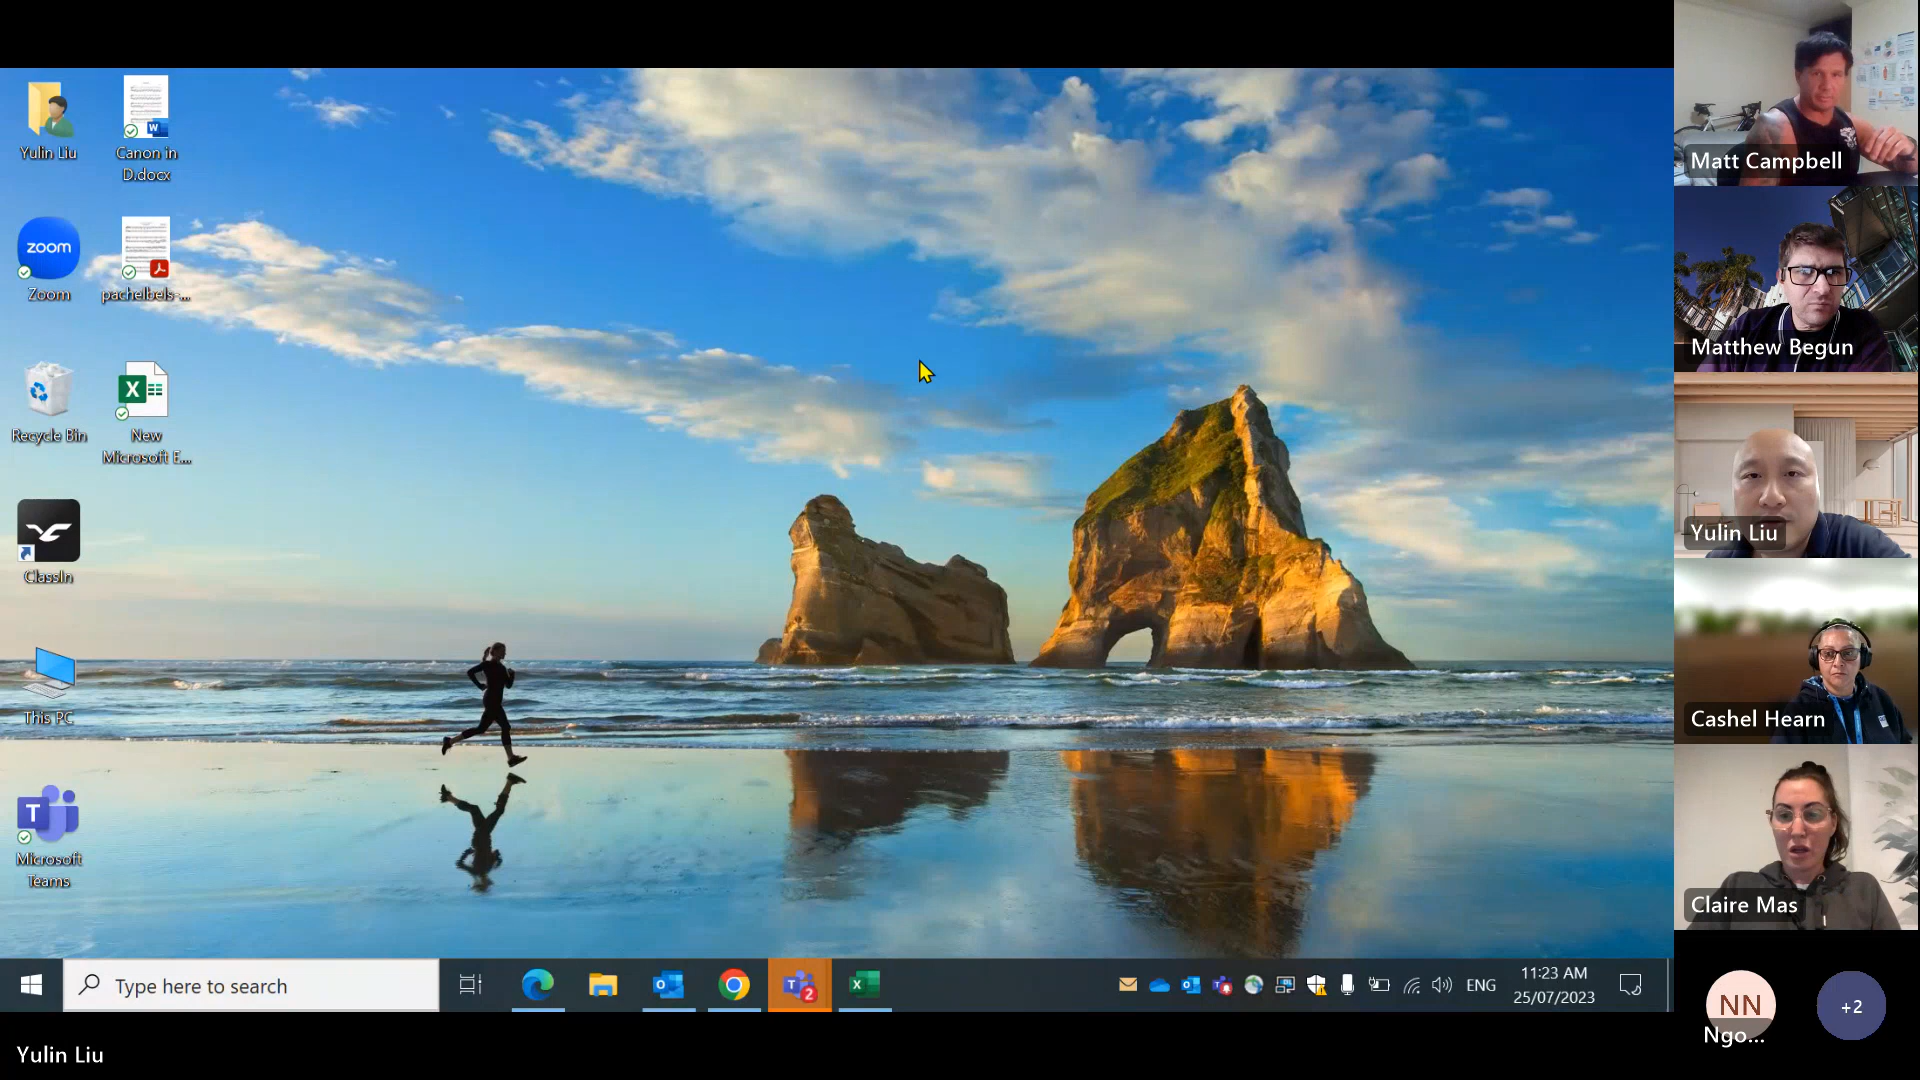 Yulin Liu
Canon in
D.docx
zoom
Zoom
pachelbels-...
Recycle Bin
New
Microsoft E...
ClassIn
This PC
T
Microsoft
Teams
Type here to search
2
ENG
11:23 AM
25/07/2023
Yulin Liu
Matt Campbell
Matthew Begun
Yulin Liu
Cashel Hearn
Claire Mas
NN
Ngo...
+2